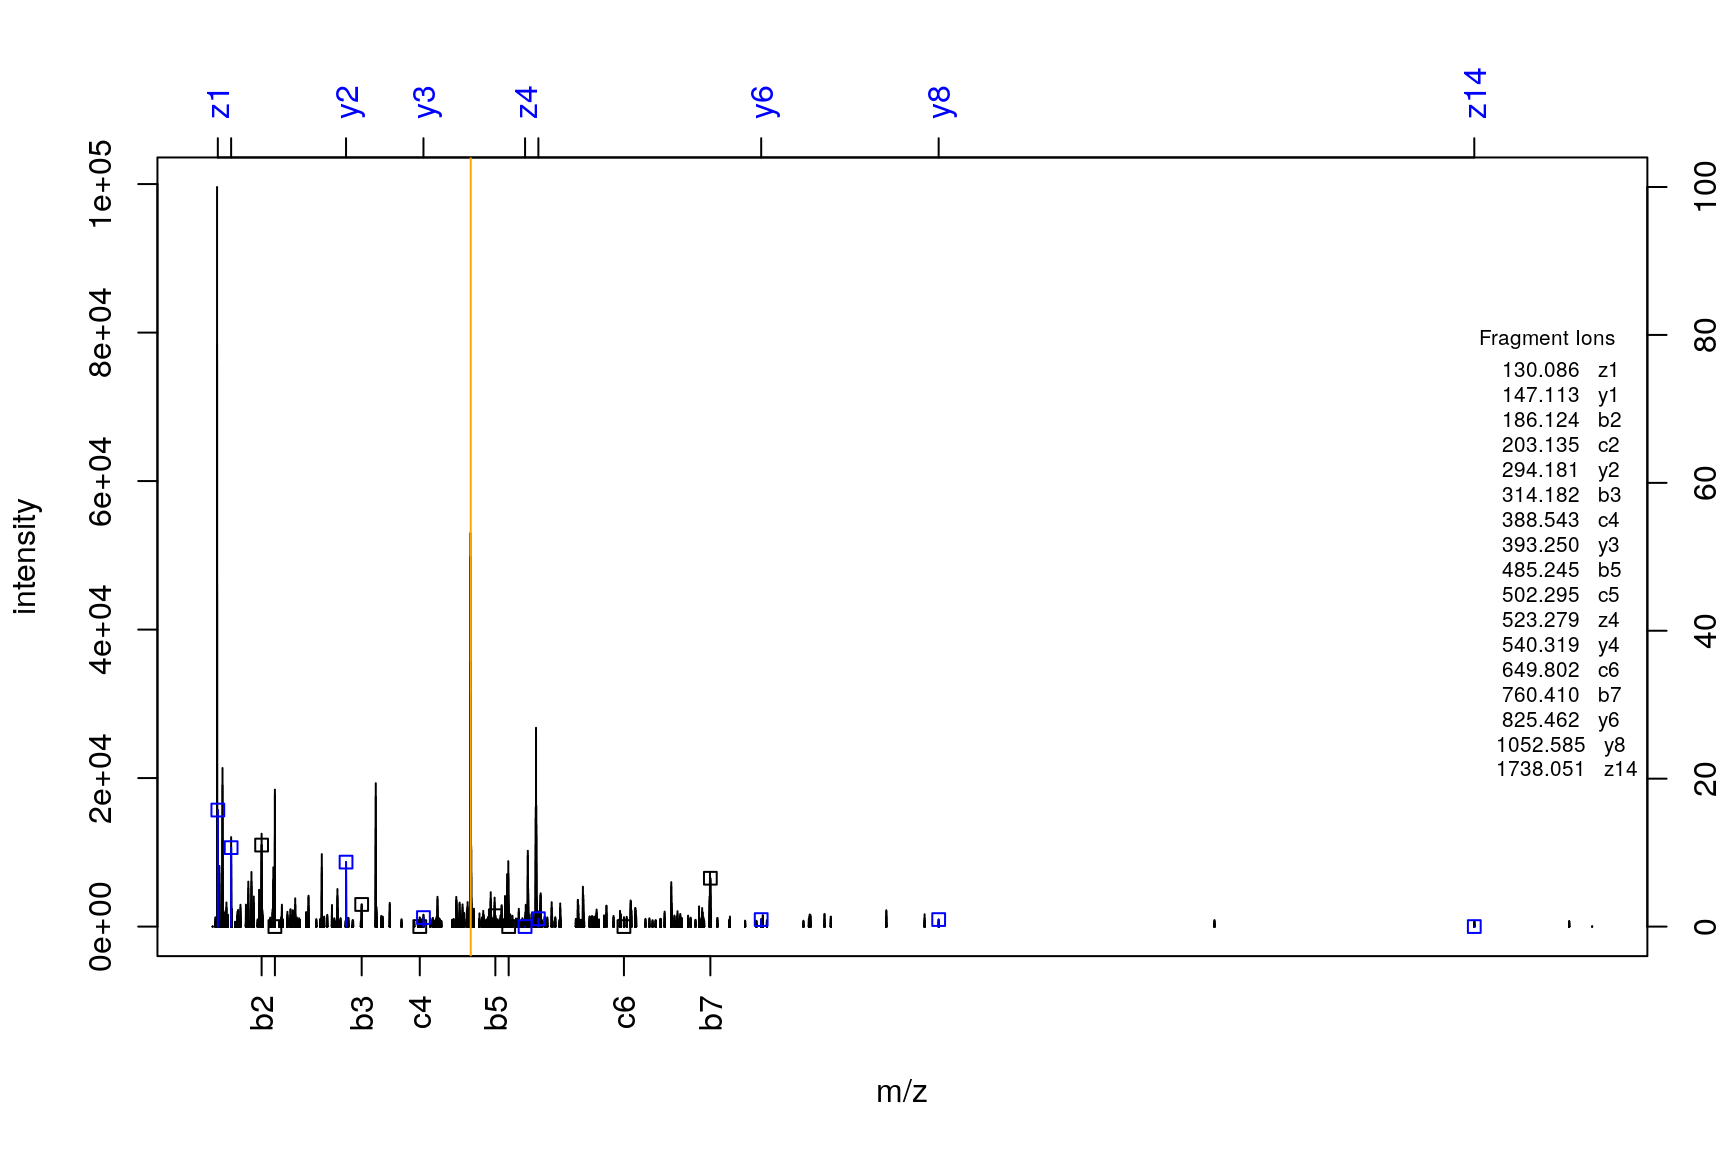 z1 y2 y3 z4 y6 y8 z14
1e+05
8e+04
6e+04
4e+04
2e+04
0e+00
intensity
100
80
60
40
20
0
Fragment Ions
130.086 z1
147.113 y1
186.124 b2
203.135 c2
294.181 y2
314.182 b3
388.543 c4
393.250 y3
485.245 b5
502.295 c5
523.279 z4
540.319 y4
649.802 c6
760.410 b7
825.462 y6
1052.585 y8
1738.051 z14
b2 b3 c4 b5 c6 b7
m/z